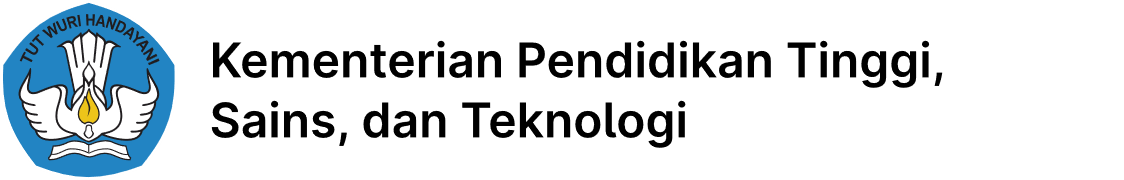 TUT WURI HANDAYANI
Kementerian Pendidikan Tinggi,
Sains, dan Teknologi